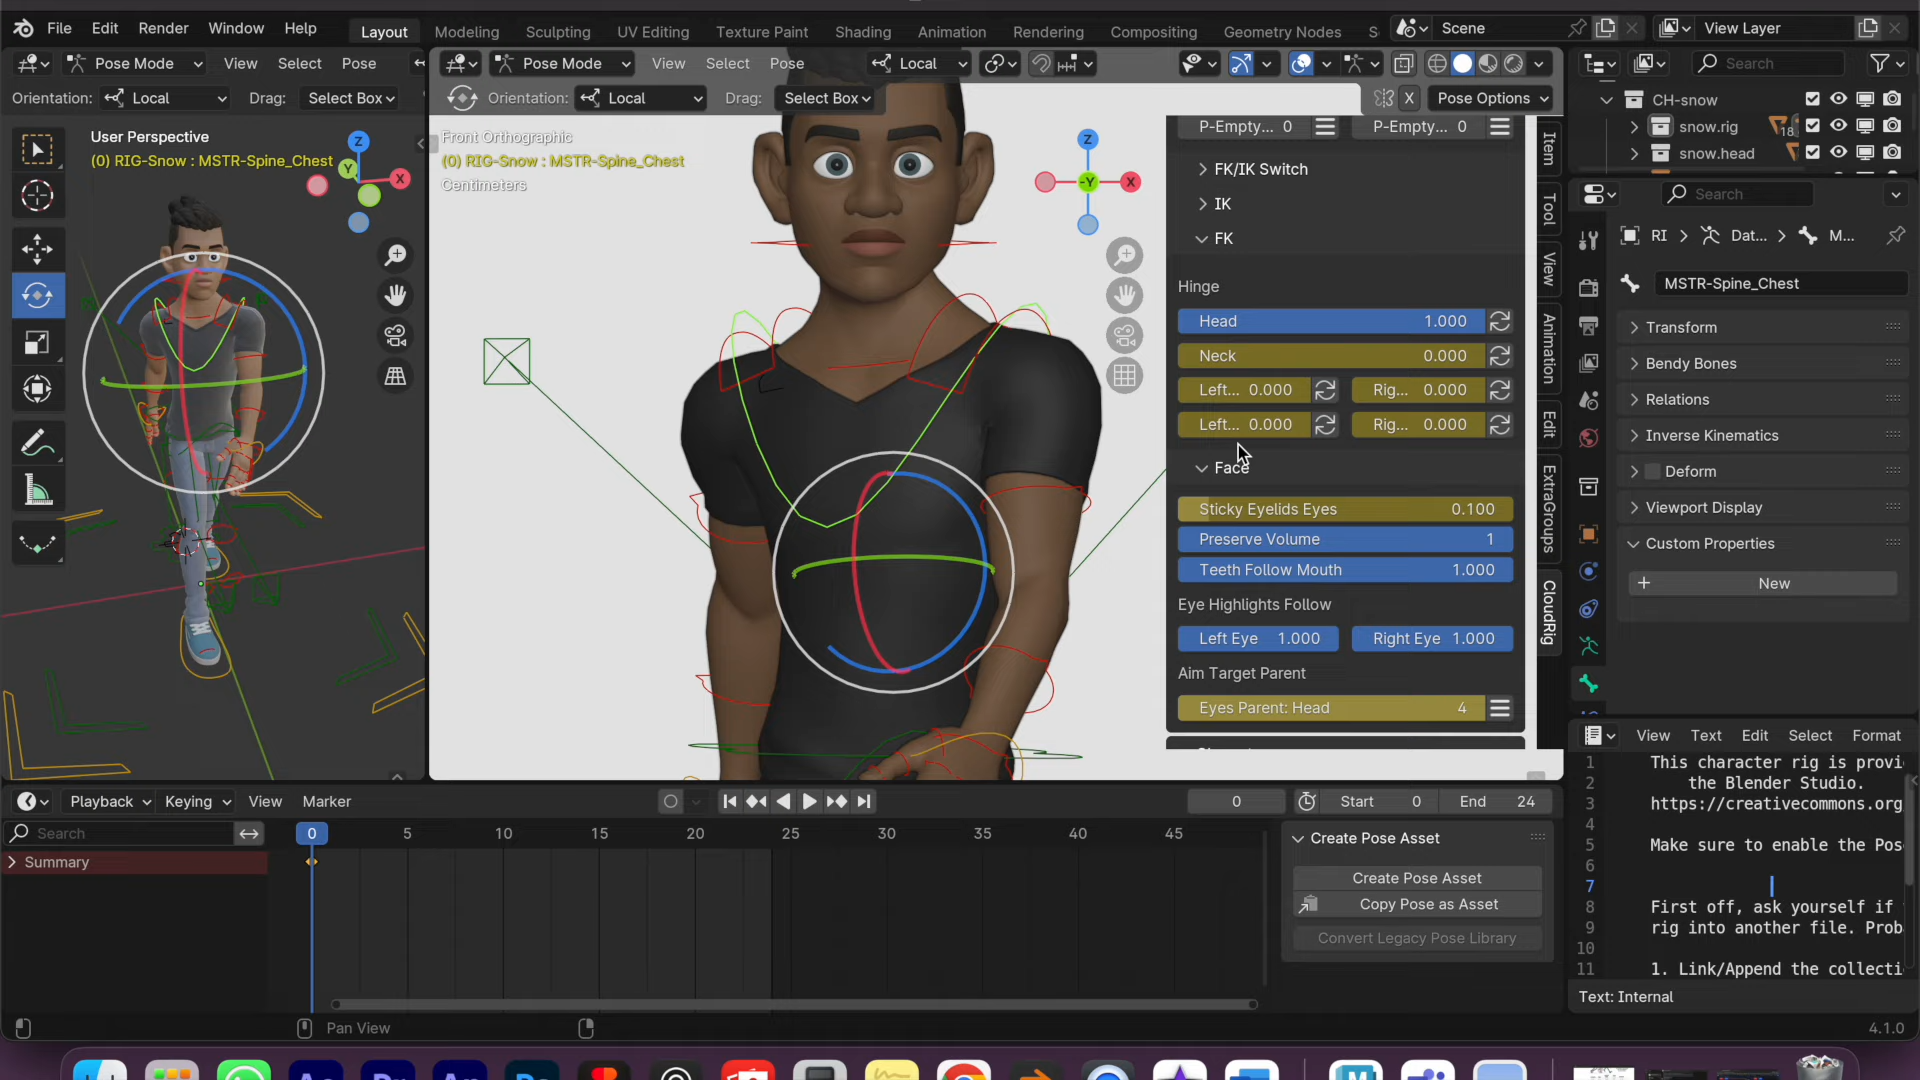 File Edit Render Window Help Layout Modeling Sculpting UV Editing Texture Paint Shading Animation Rendering Compositing Geometry Nodes S Scene View Layer
Pose Mode View Select Pose
Orientation: Local Drag: Select Box
User Perspective
(0) RIG-Snow : MSTR-Spine_Chest
Z
Y
X
Pose Mode View Select Pose Local
Orientation: Local Drag: Select Box X Pose Options
Front Orthographic
(0) RIG-Snow : MSTR-Spine_Chest
Centimeters
Z
-Y
X
P-Empty... 0 P-Empty... 0
FK/IK Switch
IK
FK
Hinge
Head 1.000
Neck 0.000
Left... 0.000 Rig... 0.000
Left... 0.000 Rig... 0.000
Face
Sticky Eyelids Eyes 0.100
Preserve Volume 1
Teeth Follow Mouth 1.000
Eye Highlights Follow
Left Eye 1.000 Right Eye 1.000
Aim Target Parent
Eyes Parent: Head 4
Item
Tool
View
Animation
Edit
ExtraGroups
CloudRig
Search
CH-snow
snow.rig 18
snow.head
Search
RI Dat... M...
MSTR-Spine_Chest
Transform
Bendy Bones
Relations
Inverse Kinematics
Deform
Viewport Display
Custom Properties
New
View Text Edit Select Format
1 This character rig is provi
2 the Blender Studio.
3 https://creativecommons.org
4
5 Make sure to enable the Pos
6
7
8 First off, ask yourself if
9 rig into another file. Prob
10
11 1. Link/Append the collecti
Text: Internal
Playback Keying View Marker 0 Start 0 End 24
Search
0 5 10 15 20 25 30 35 40 45
Summary
Create Pose Asset
Create Pose Asset
Copy Pose as Asset
Convert Legacy Pose Library
Pan View
4.1.0